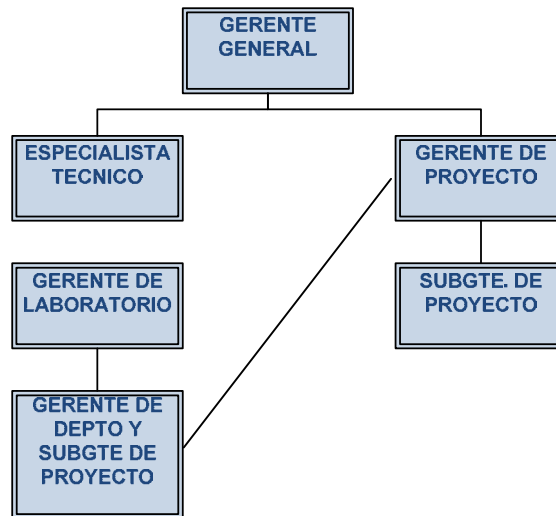 GERENTE
GENERAL
ESPECIALISTA
TECNICO
GERENTE DE
PROYECTO
GERENTE DE
LABORATORIO
SUBGTE. DE
PROYECTO
GERENTE DE
DEPTO Y
SUBGTE DE
PROYECTO